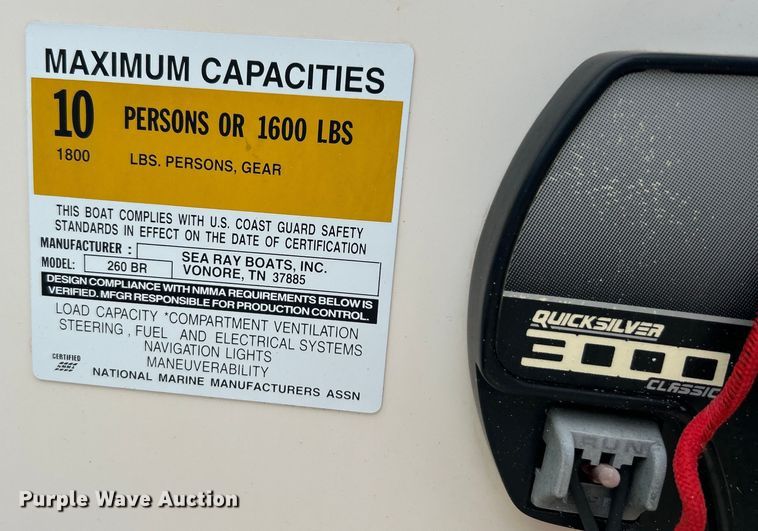 MAXIMUM CAPACITIES
10 PERSONS OR 1600 LBS
1800 LBS. PERSONS, GEAR
THIS BOAT COMPLIES WITH U.S. COAST GUARD SAFETY
STANDARDS IN EFFECT ON THE DATE OF CERTIFICATION
MANUFACTURER : SEA RAY BOATS, INC.
MODEL: 260 BR VONORE, TN 37885
DESIGN COMPLIANCE WITH NMMA REQUIREMENTS BELOW IS
VERIFIED. MFGR RESPONSIBLE FOR PRODUCTION CONTROL.
LOAD CAPACITY *COMPARTMENT VENTILATION
STEERING , FUEL AND ELECTRICAL SYSTEMS
NAVIGATION LIGHTS
MANEUVERABILITY
CERTIFIED
NATIONAL MARINE MANUFACTURERS ASSN
QUICKSILVER
3000
CLASSIC
RUN
Purple Wave Auction